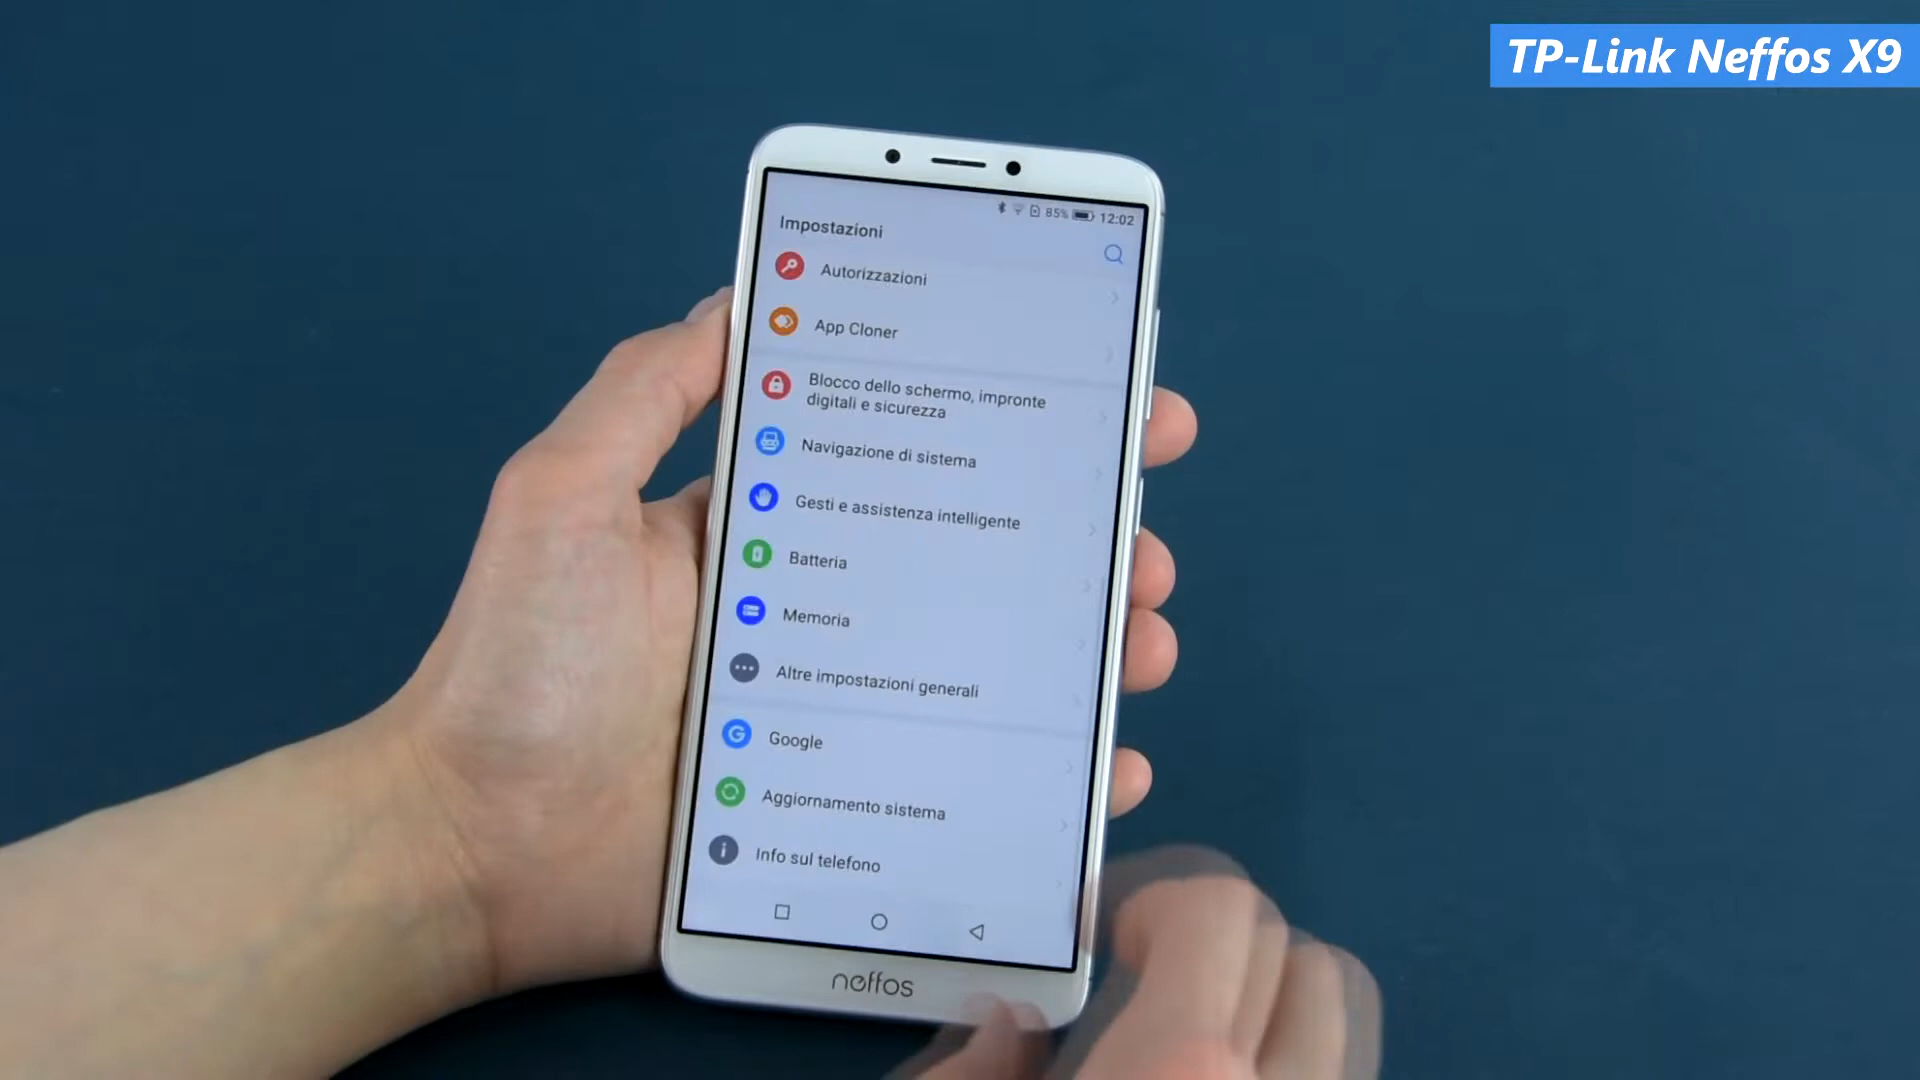 TP-Link Neffos X9
85% 12:02
Impostazioni
Autorizzazioni
App Cloner
Blocco dello schermo, impronte
digitali e sicurezza
Navigazione di sistema
Gesti e assistenza intelligente
Batteria
Memoria
Altre impostazioni generali
Google
Aggiornamento sistema
Info sul telefono
neffos